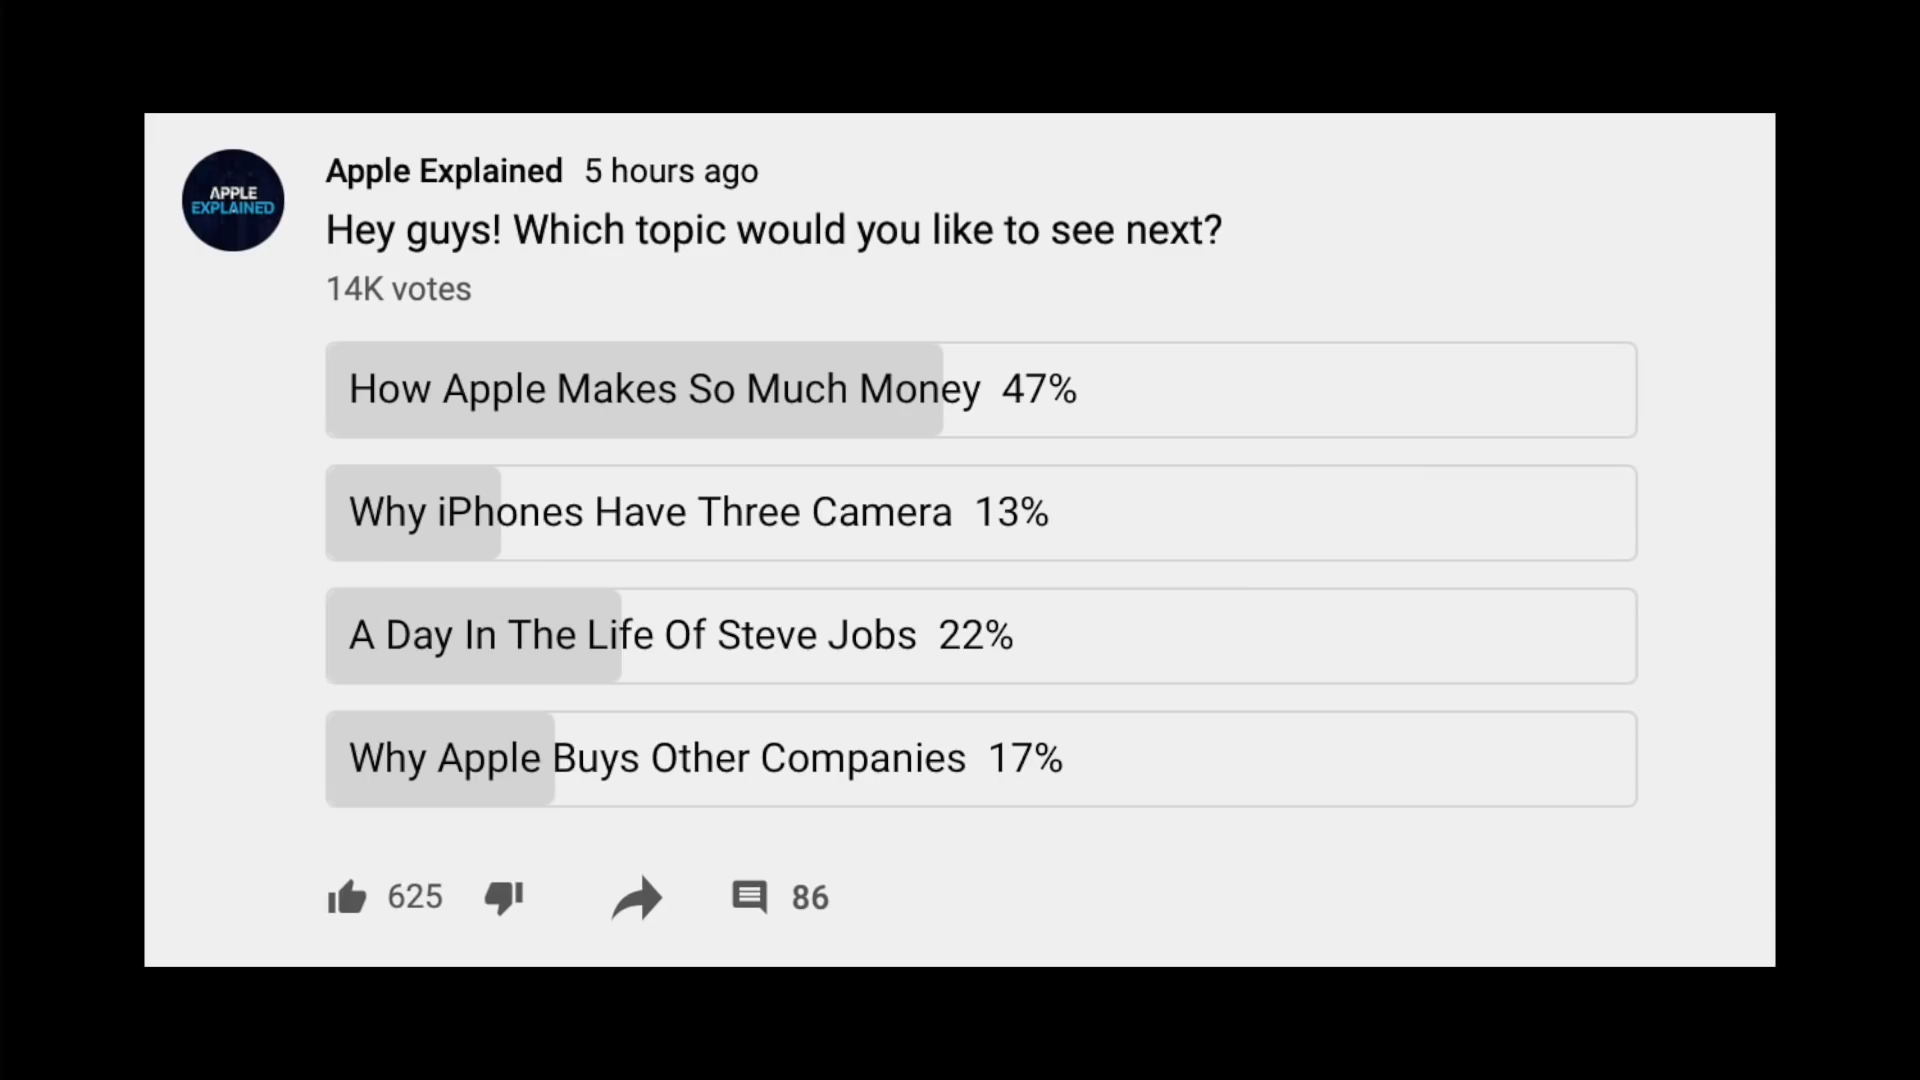 APPLE
EXPLAINED
Apple Explained 5 hours ago
Hey guys! Which topic would you like to see next?
14K votes
How Apple Makes So Much Money 47%
Why iPhones Have Three Camera 13%
A Day In The Life Of Steve Jobs 22%
Why Apple Buys Other Companies 17%
625 86